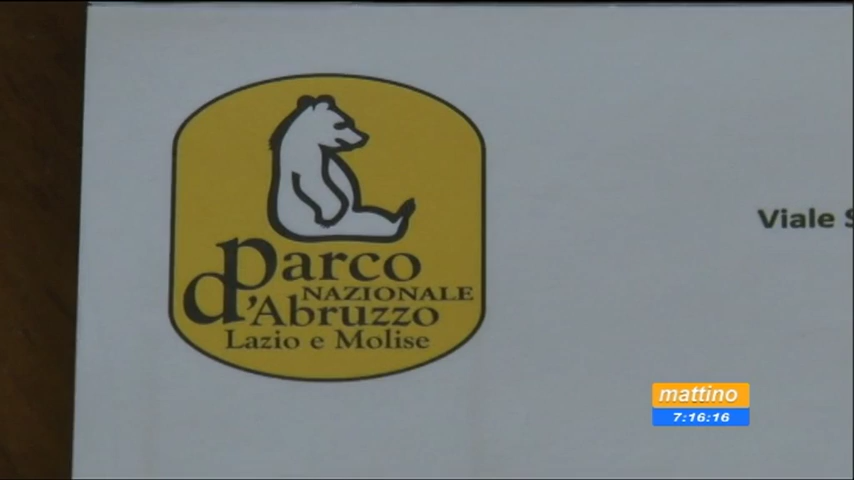 Parco
NAZIONALE
d'Abruzzo
Lazio e Molise
Viale S
mattino
7:16:16